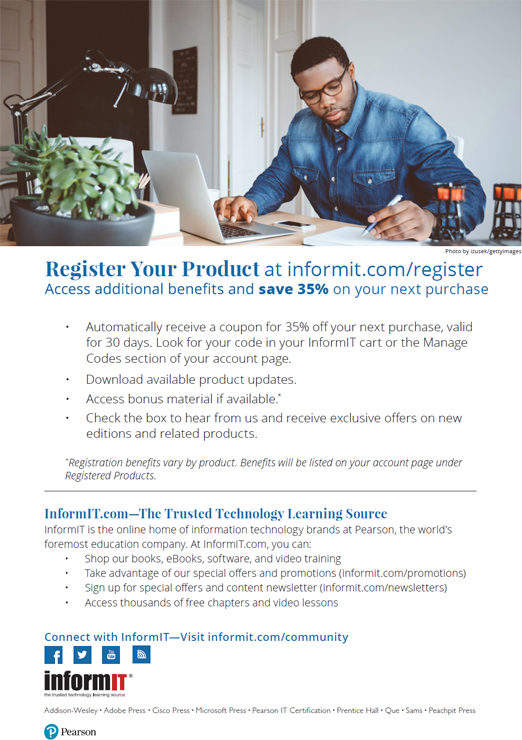 Photo by izusek/gettyimages
Register Your Product at informit.com/register
Access additional benefits and save 35% on your next purchase
• Automatically receive a coupon for 35% off your next purchase, valid
for 30 days. Look for your code in your InformIT cart or the Manage
Codes section of your account page.
• Download available product updates.
• Access bonus material if available.*
• Check the box to hear from us and receive exclusive offers on new
editions and related products.
*Registration benefits vary by product. Benefits will be listed on your account page under
Registered Products.
InformIT.com—The Trusted Technology Learning Source
InformIT is the online home of information technology brands at Pearson, the world's
foremost education company. At InformIT.com, you can:
• Shop our books, eBooks, software, and video training
• Take advantage of our special offers and promotions (informit.com/promotions)
• Sign up for special offers and content newsletter (informit.com/newsletters)
• Access thousands of free chapters and video lessons
Connect with InformIT—Visit informit.com/community
informIT®
the trusted technology learning source
Addison-Wesley • Adobe Press • Cisco Press • Microsoft Press • Pearson IT Certification • Prentice Hall • Que • Sams • Peachpit Press
P Pearson